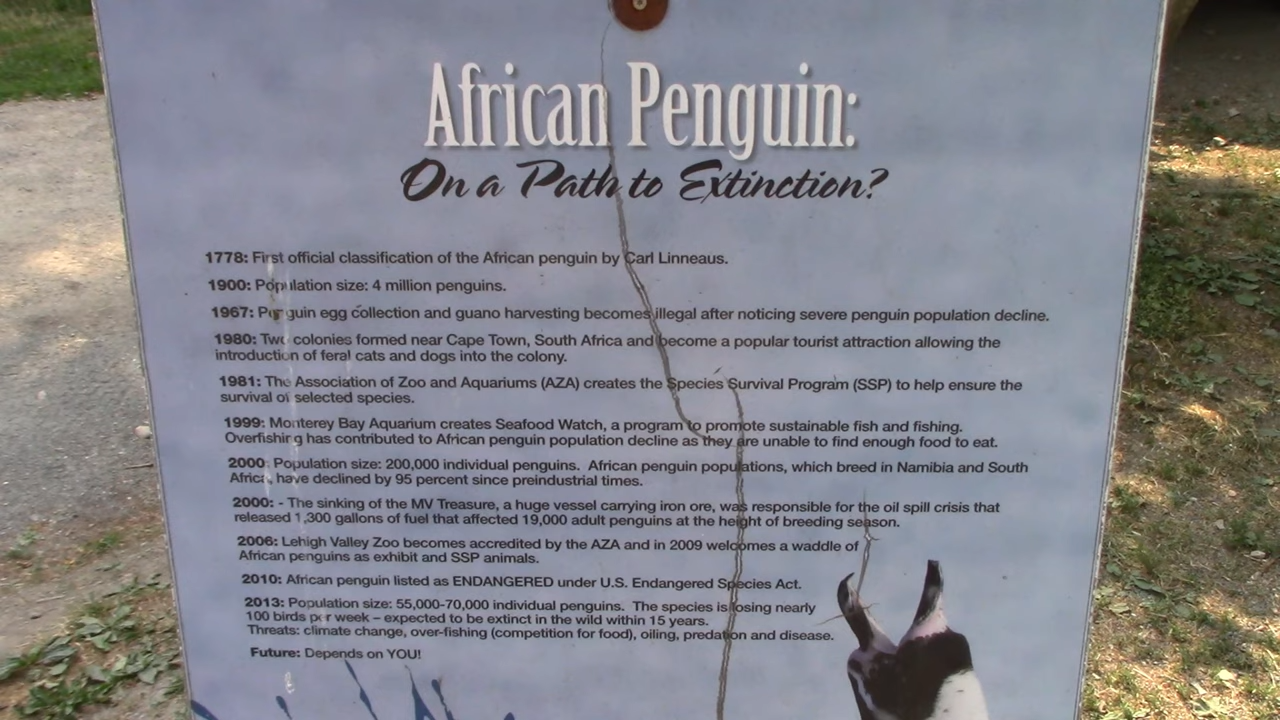 African Penguin:
On a Path to Extinction?
1778: First official classification of the African penguin by Carl Linneaus.
1900: Population size: 4 million penguins.
1967: Penguin egg collection and guano harvesting becomes illegal after noticing severe penguin population decline.
1980: Two colonies formed near Cape Town, South Africa and become a popular tourist attraction allowing the
introduction of feral cats and dogs into the colony.
1981: The Association of Zoo and Aquariums (AZA) creates the Species Survival Program (SSP) to help ensure the
survival of selected species.
1999: Monterey Bay Aquarium creates Seafood Watch, a program to promote sustainable fish and fishing.
Overfishing has contributed to African penguin population decline as they are unable to find enough food to eat.
2000: Population size: 200,000 individual penguins. African penguin populations, which breed in Namibia and South
Africa, have declined by 95 percent since preindustrial times.
2000: - The sinking of the MV Treasure, a huge vessel carrying iron ore, was responsible for the oil spill crisis that
released 1,300 gallons of fuel that affected 19,000 adult penguins at the height of breeding season.
2006: Lehigh Valley Zoo becomes accredited by the AZA and in 2009 welcomes a waddle of
African penguins as exhibit and SSP animals.
2010: African penguin listed as ENDANGERED under U.S. Endangered Species Act.
2013: Population size: 55,000-70,000 individual penguins. The species is losing nearly
100 birds per week – expected to be extinct in the wild within 15 years.
Threats: climate change, over-fishing (competition for food), oiling, predation and disease.
Future: Depends on YOU!